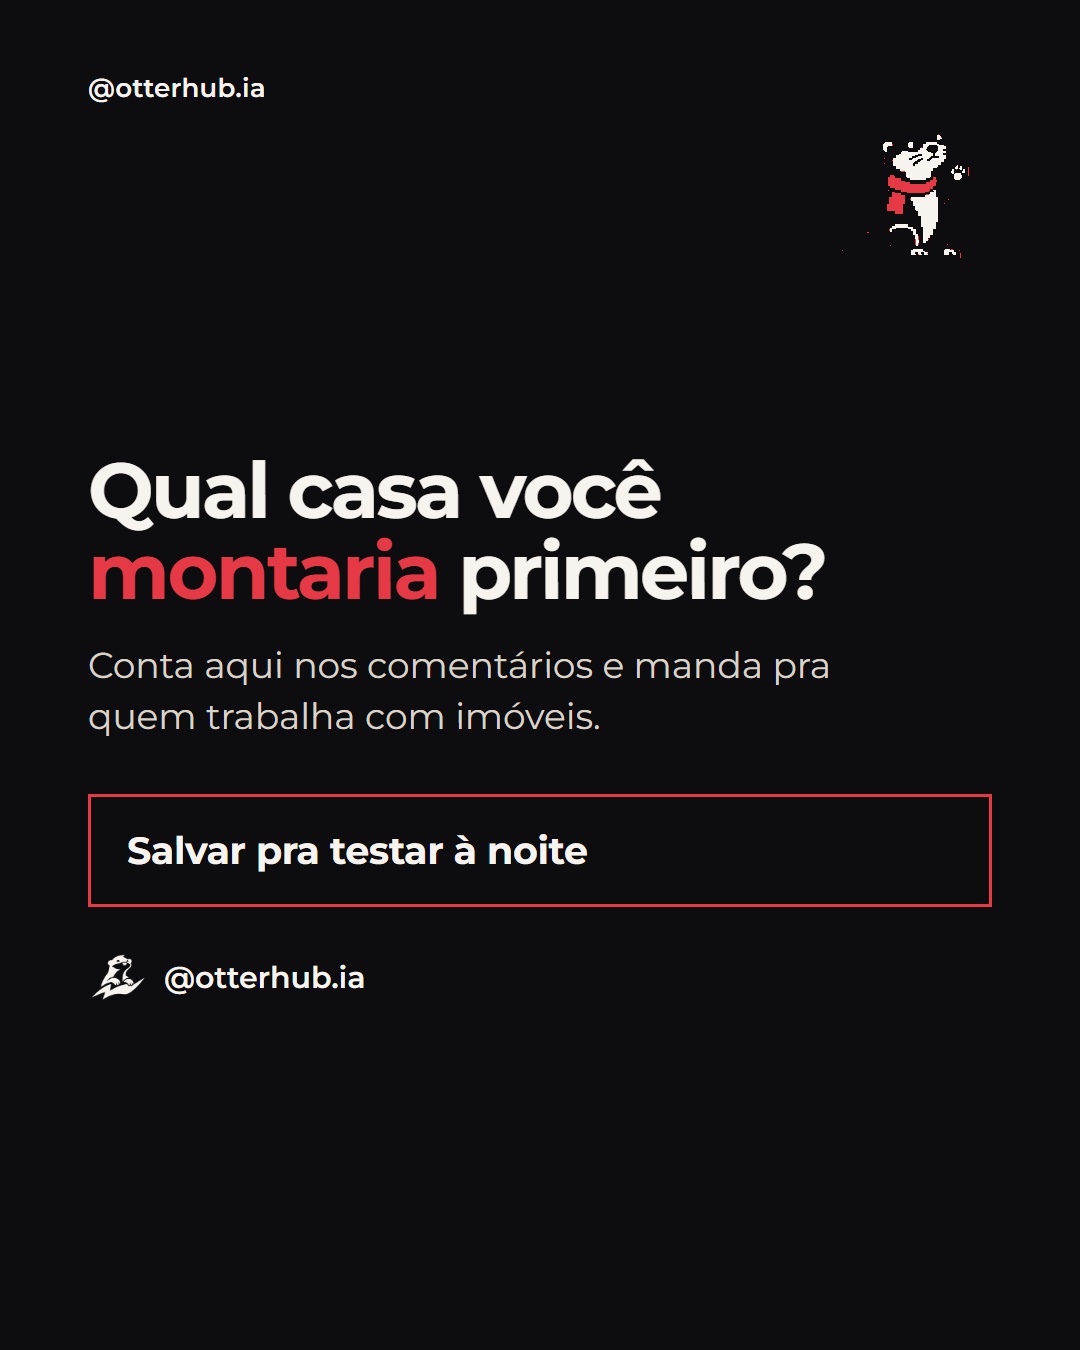 @otterhub.ia
Qual casa você
montaria primeiro?
Conta aqui nos comentários e manda pra
quem trabalha com imóveis.
Salvar pra testar à noite
@otterhub.ia